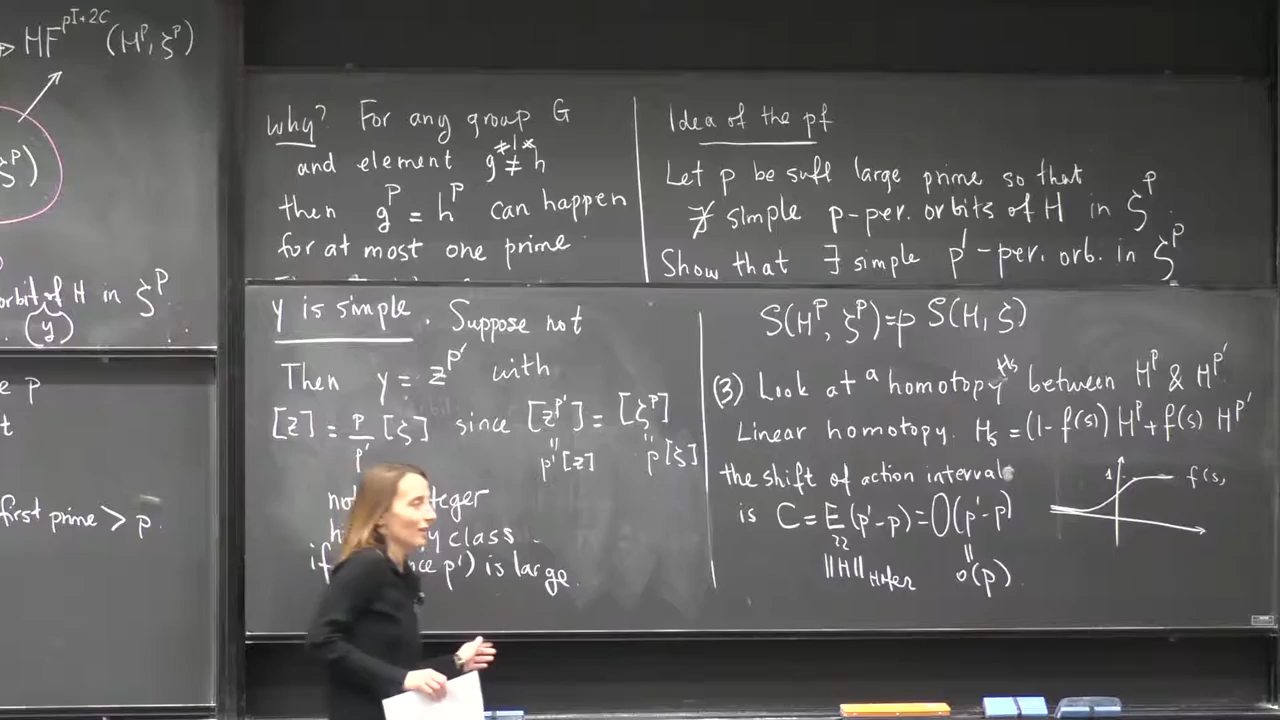 HF^{pI+2C} (H^p, ζ^p)
ζ^p)
orbit of H in ζ^p.
(y)
e p
t
first prime > p.
why? For any group G
and element g ≠ h
then g^p = h^p can happen
for at most one prime.
Idea of the pf
Let p be suff large prime so that
∄ simple p-per. orbits of H in ζ^p.
Show that ∃ simple p'-per. orb. in ζ^p
y is simple. Suppose not
Then y = z^{p'} with
[z] = p/p' [ζ] since [z^{p'}] = [ζ^p]
p'[z] p[ζ]
class
if p) is large.
S(H^p, ζ^p) = p S(H, ζ)
(3) Look at a homotopy H_s between H^p & H^{p'}
Linear homotopy. H_s = (1-f(s)) H^p + f(s) H^{p'}
the shift of action interval
is C = E (p'-p) = O(p'-p)
||H||_{Hofer} o(p).
1 f(s)